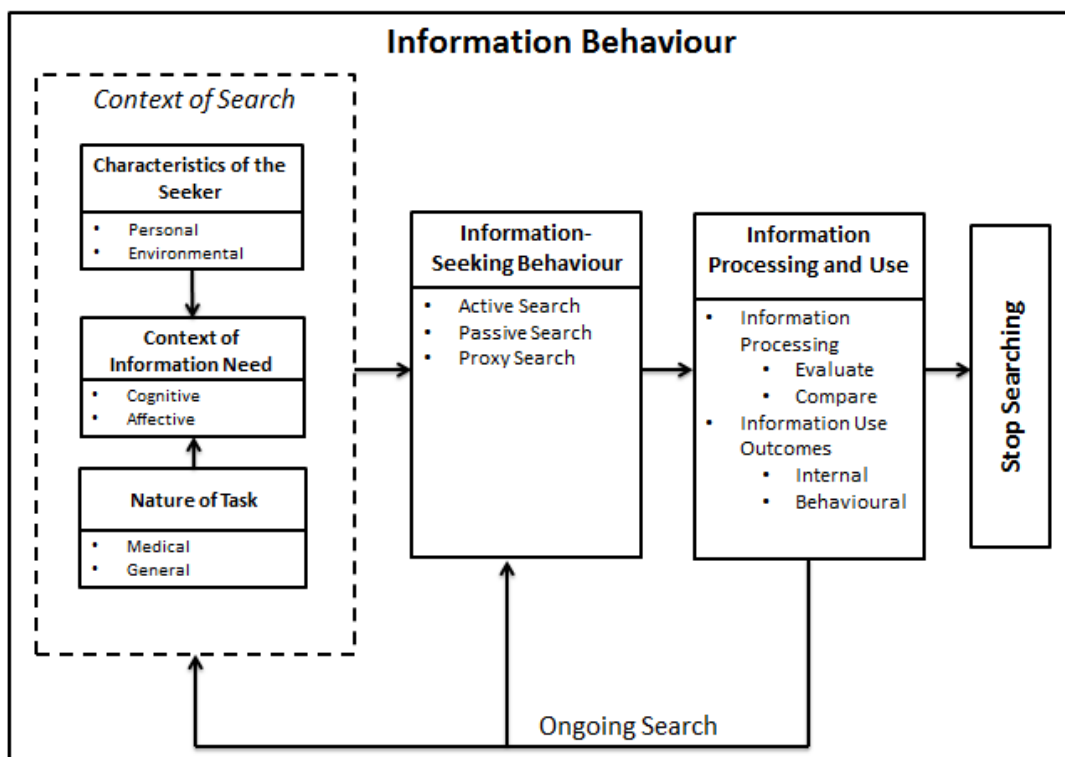 Information Behaviour
Context of Search
Characteristics of the
Seeker
• Personal
• Environmental
Context of
Information Need
• Cognitive
• Affective
Nature of Task
• Medical
• General
Information-
Seeking Behaviour
• Active Search
• Passive Search
• Proxy Search
Information
Processing and Use
• Information
Processing
• Evaluate
• Compare
• Information Use
Outcomes
• Internal
• Behavioural
Stop Searching
Ongoing Search